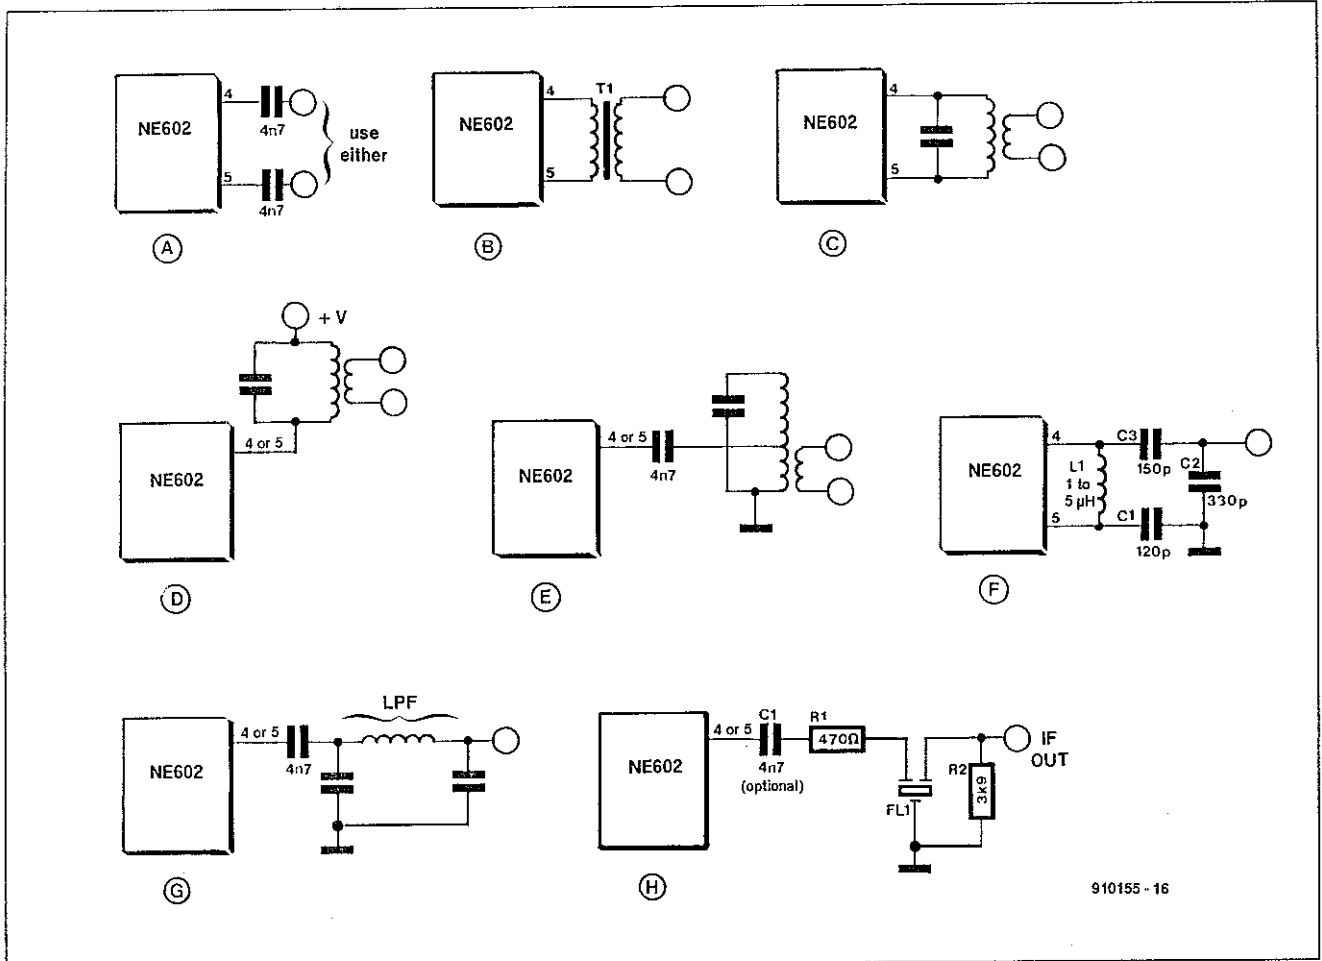 NE602
4
4n7
5
4n7
use
either
A
NE602
4
5
T1
B
NE602
4
5
C
+ V
4 or 5
NE602
D
NE602
4 or 5
4n7
E
NE602
4
5
L1
1 to
5 µH
C3
150p
C2
330p
C1
120p
F
NE602
4 or 5
4n7
LPF
G
NE602
4 or 5
C1
4n7
(optional)
R1
470Ω
FL1
R2
3k9
IF
OUT
H
910155 - 16